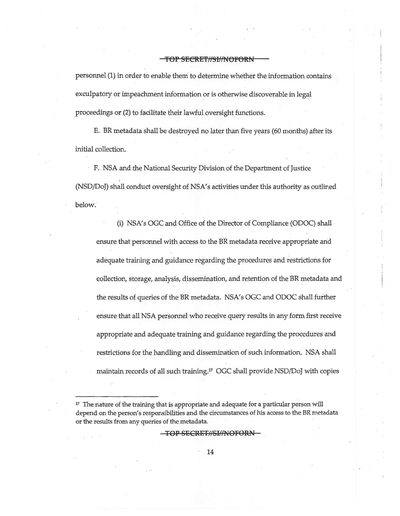 TOP SECRET//SI//NOFORN
personnel (1) in order to enable them to determine whether the information contains
exculpatory or impeachment information or is otherwise discoverable in legal
proceedings or (2) to facilitate their lawful oversight functions.
E. BR metadata shall be destroyed no later than five years (60 months) after its
initial collection.
F. NSA and the National Security Division of the Department of Justice
(NSD/DoJ) shall conduct oversight of NSA's activities under this authority as outlined
below.
(i) NSA's OGC and Office of the Director of Compliance (ODOC) shall
ensure that personnel with access to the BR metadata receive appropriate and
adequate training and guidance regarding the procedures and restrictions for
collection, storage, analysis, dissemination, and retention of the BR metadata and
the results of queries of the BR metadata. NSA's OGC and ODOC shall further
ensure that all NSA personnel who receive query results in any form first receive
appropriate and adequate training and guidance regarding the procedures and
restrictions for the handling and dissemination of such information. NSA shall
maintain records of all such training.17 OGC shall provide NSD/DoJ with copies
17 The nature of the training that is appropriate and adequate for a particular person will
depend on the person's responsibilities and the circumstances of his access to the BR metadata
or the results from any queries of the metadata.
TOP SECRET//SI//NOFORN
14